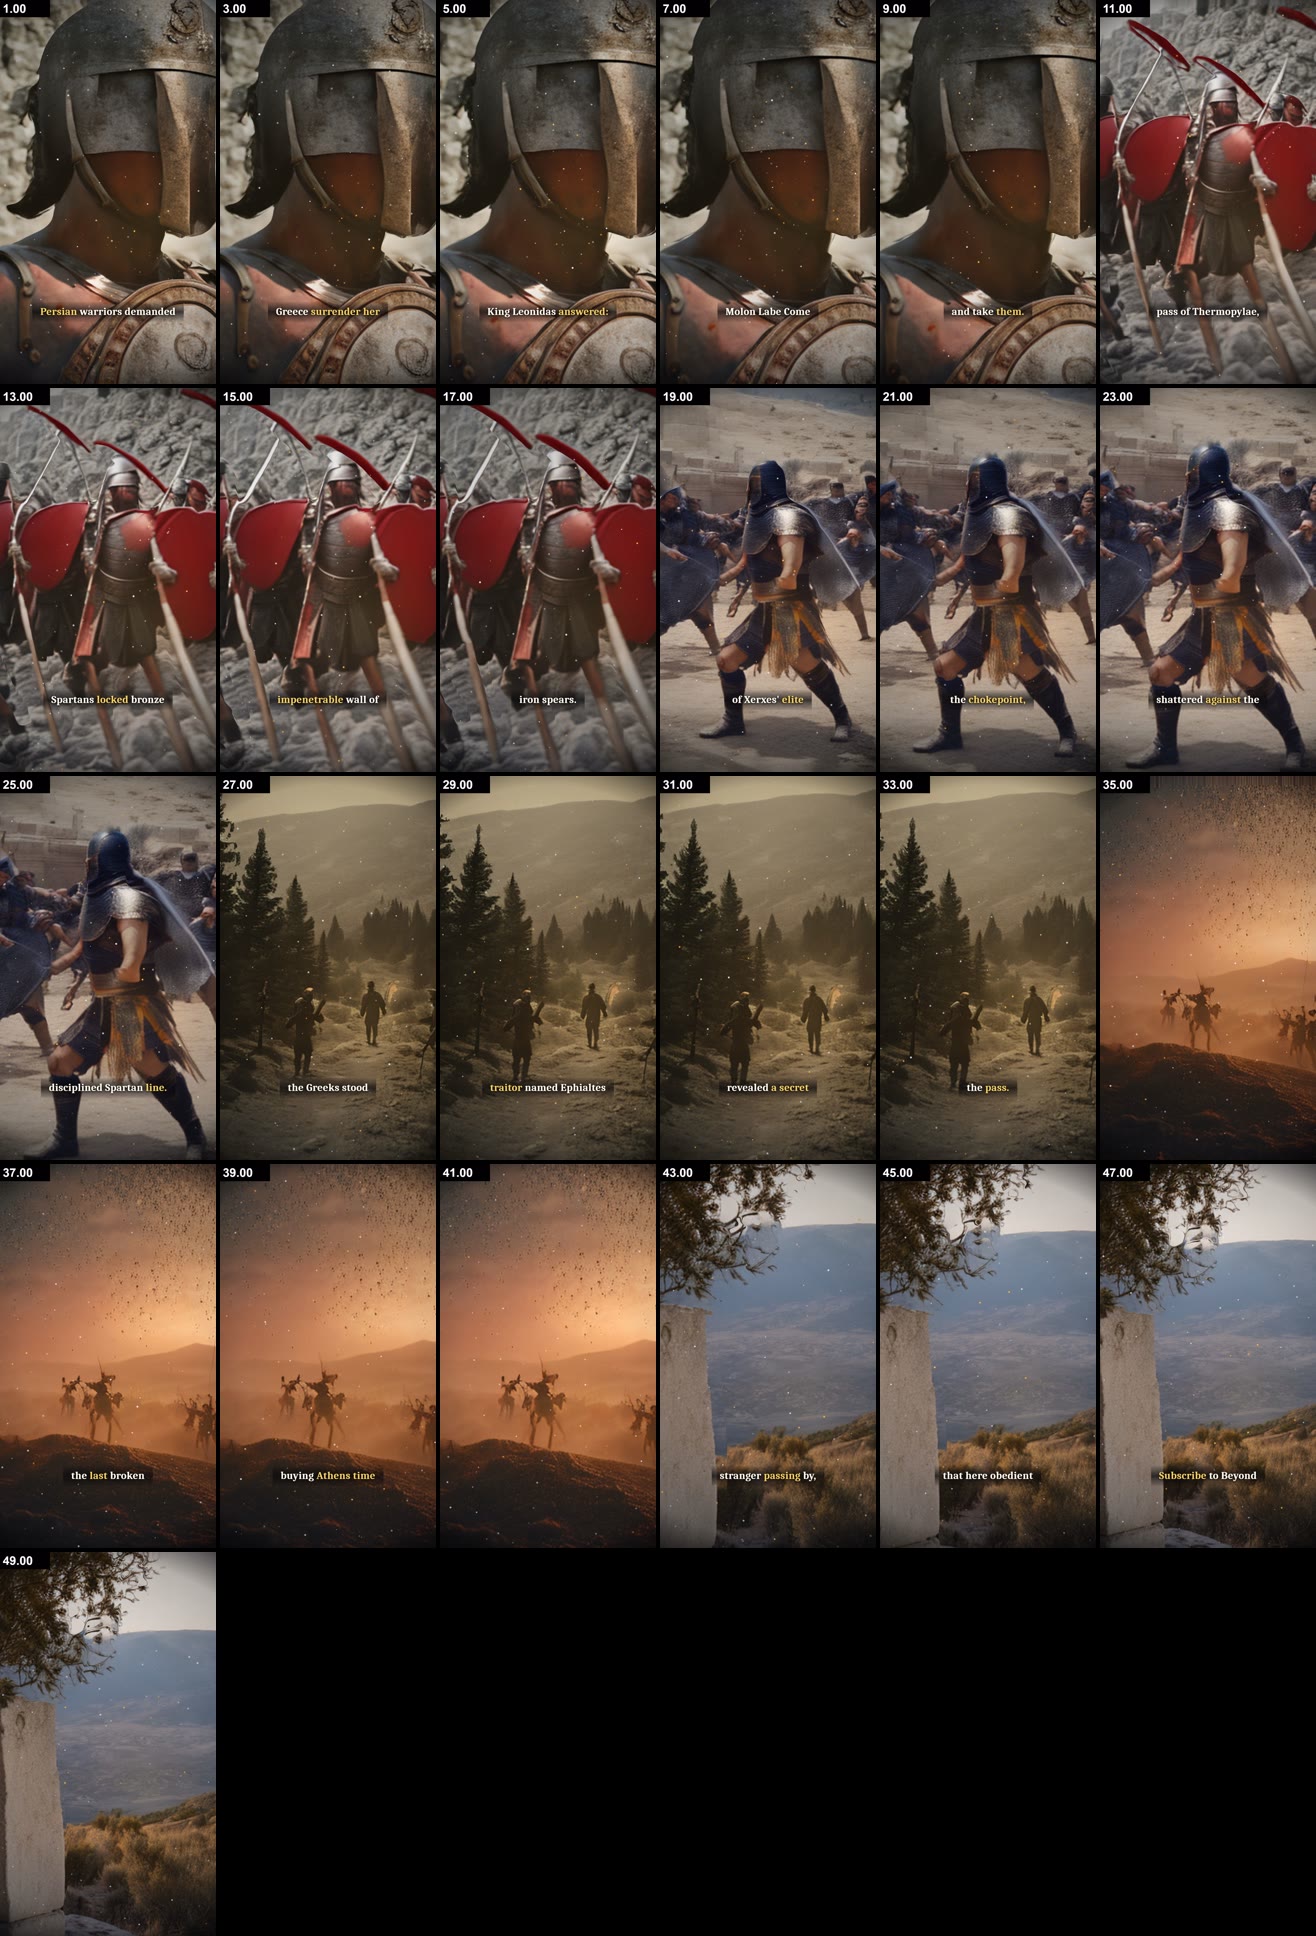 1.00
Persian warriors demanded
3.00
Greece surrender her
5.00
King Leonidas answered:
7.00
Molon Labe Come
9.00
and take them.
11.00
pass of Thermopylae,
13.00
Spartans locked bronze
15.00
impenetrable wall of
17.00
iron spears.
19.00
of Xerxes' elite
21.00
the chokepoint,
23.00
shattered against the
25.00
disciplined Spartan line.
27.00
the Greeks stood
29.00
traitor named Ephialtes
31.00
revealed a secret
33.00
the pass.
35.00
37.00
the last broken
39.00
buying Athens time
41.00
43.00
stranger passing by,
45.00
that here obedient
47.00
Subscribe to Beyond
49.00